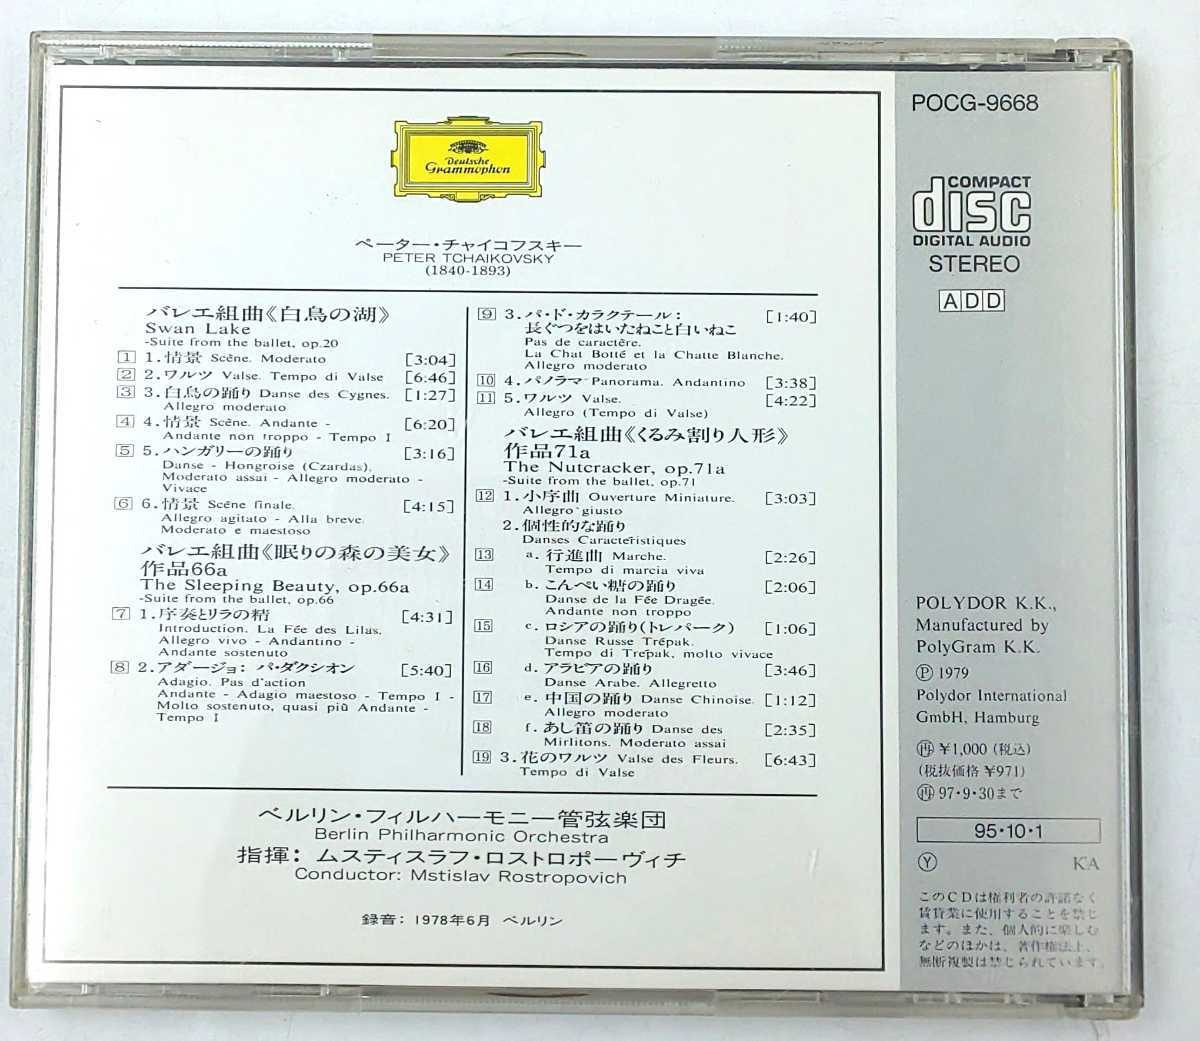 Deutsche
Grammophon
ペーター・チャイコフスキー
PETER TCHAIKOVSKY
(1840-1893)
バレエ組曲《白鳥の湖》
Swan Lake
-Suite from the ballet, op.20
1 1.情景 Scêne. Moderato [3:04]
2 2.ワルツ Valse. Tempo di Valse [6:46]
3 3.白鳥の踊り Danse des Cygnes. [1:27]
Allegro moderato
4 4.情景 Scêne. Andante - [6:20]
Andante non troppo - Tempo I
5 5.ハンガリーの踊り [3:16]
Danse - Hongroise (Czardas).
Moderato assai - Allegro moderato -
Vivace
6 6.情景 Scêne finale. [4:15]
Allegro agitato - Alla breve.
Moderato e maestoso
バレエ組曲《眠りの森の美女》
作品66a
The Sleeping Beauty, op.66a
-Suite from the ballet, op.66
7 1.序奏とリラの精 [4:31]
Introduction. La Fée des Lilas.
Allegro vivo - Andantino -
Andante sostenuto
8 2.アダージョ: パ・ダクシオン [5:40]
Adagio. Pas d'action
Andante - Adagio maestoso - Tempo I -
Molto sostenuto, quasi più Andante -
Tempo I
9 3.パ・ド・カラクテール: [1:40]
長ぐつをはいたねこと白いねこ
Pas de caractêre.
La Chat Botté et la Chatte Blanche.
Allegro moderato
10 4.パノラマ Panorama. Andantino [3:38]
11 5.ワルツ Valse. [4:22]
Allegro (Tempo di Valse)
バレエ組曲《くるみ割り人形》
作品71a
The Nutcracker, op.71a
-Suite from the ballet, op.71
12 1.小序曲 Ouverture Miniature. [3:03]
Allegro giusto
2.個性的な踊り
Danses Caracteristiques
13 a. 行進曲 Marche. [2:26]
Tempo di marcia viva
14 b. こんぺい糖の踊り [2:06]
Danse de la Fée Dragée.
Andante non troppo
15 c. ロシアの踊り(トレパーク) [1:06]
Danse Russe Trépak.
Tempo di Trepak, molto vivace
16 d. アラビアの踊り [3:46]
Danse Arabe. Allegretto
17 e. 中国の踊り Danse Chinoise. [1:12]
Allegro moderato
18 f. あし笛の踊り Danse des [2:35]
Mirlitons. Moderato assai
19 3.花のワルツ Valse des Fleurs. [6:43]
Tempo di Valse
ベルリン・フィルハーモニー管弦楽団
Berlin Philharmonic Orchestra
指揮: ムスティスラフ・ロストロポーヴィチ
Conductor: Mstislav Rostropovich
録音: 1978年6月 ベルリン
POCG-9668
COMPACT
disc
DIGITAL AUDIO
STEREO
ADD
POLYDOR K.K.,
Manufactured by
PolyGram K.K.
Ⓟ 1979
Polydor International
GmbH, Hamburg
㊢ ¥1,000 (税込)
(税抜価格 ¥971)
97・9・30まで
95・10・1
Ⓨ KA
このCDは権利者の許諾なく
賃貸業に使用することを禁じ
ます。また、個人的に楽しむ
などのほかは、著作権法上、
無断複製は禁じられています。